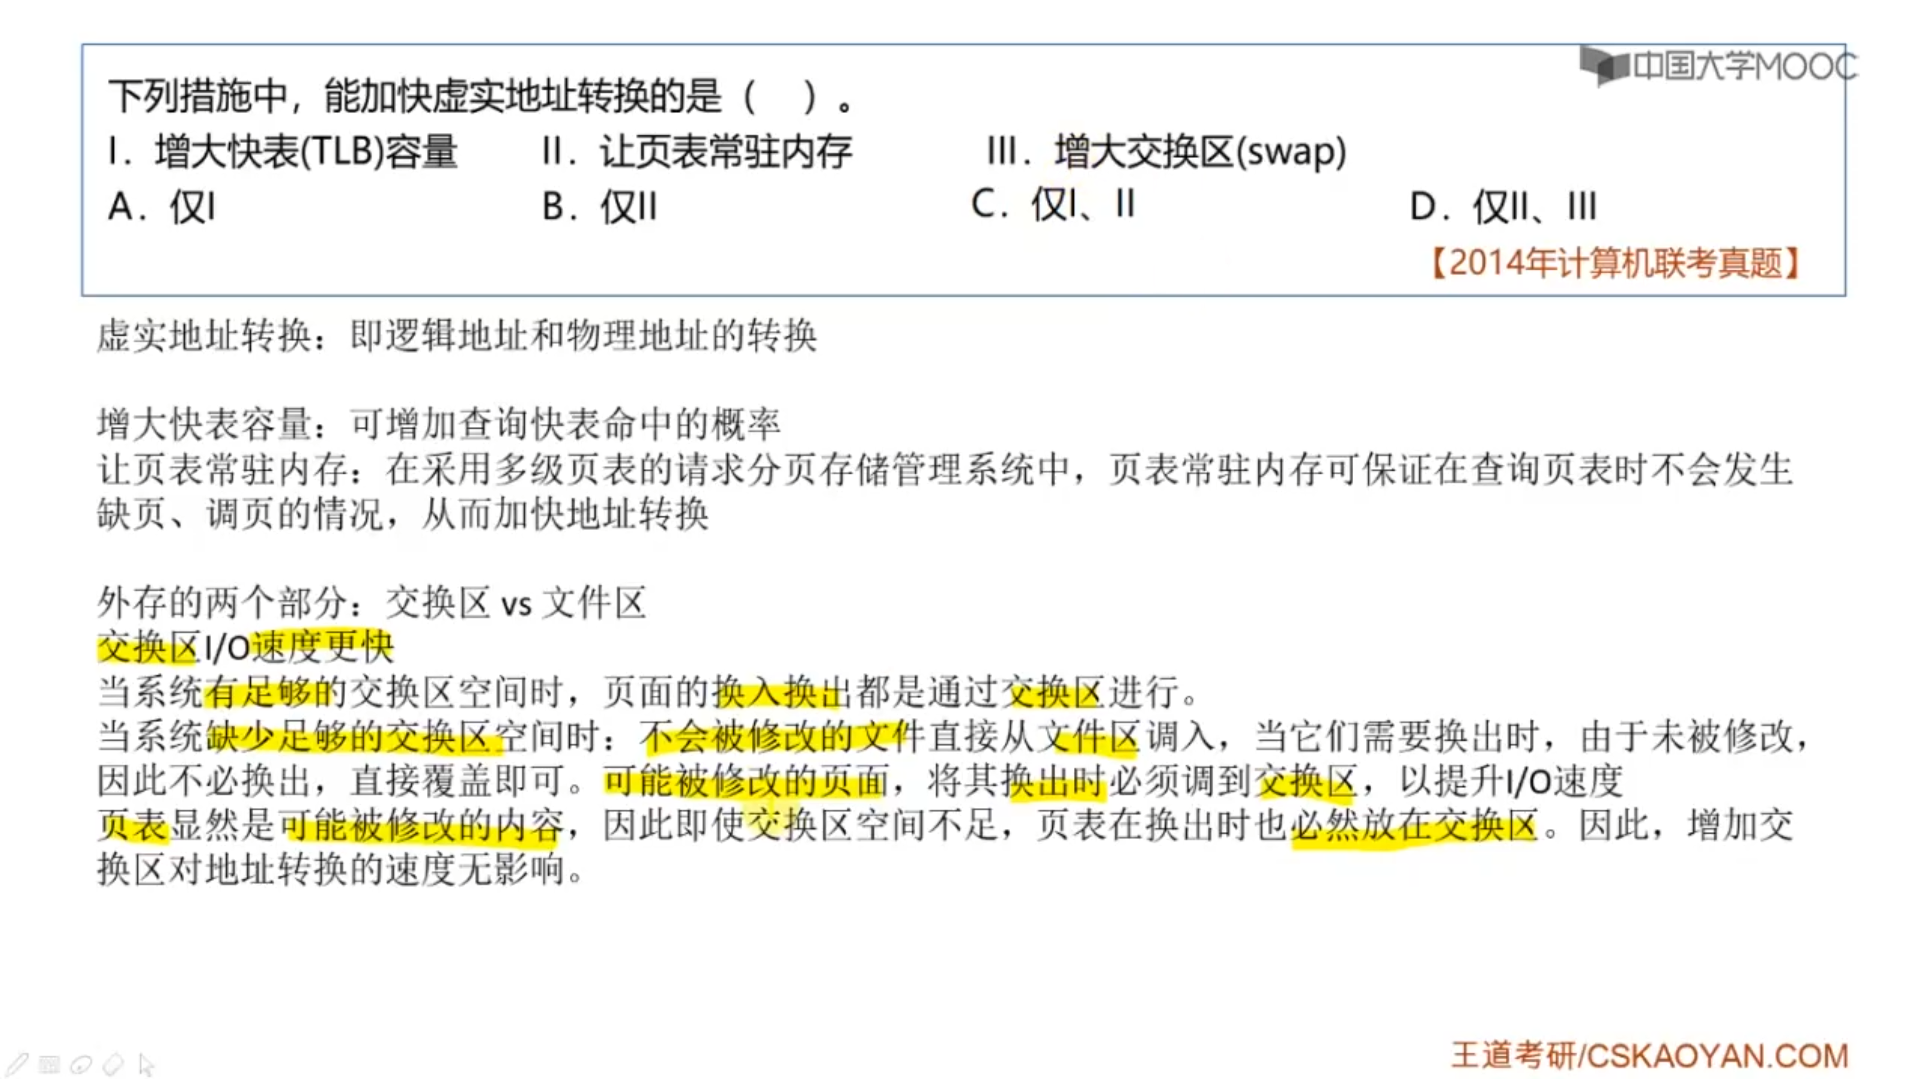 中国大学MOOC
下列措施中，能加快虚实地址转换的是（　）。
I．增大快表(TLB)容量 II．让页表常驻内存 III．增大交换区(swap)
A．仅I B．仅II C．仅I、II D．仅II、III
【2014年计算机联考真题】
虚实地址转换：即逻辑地址和物理地址的转换
增大快表容量：可增加查询快表命中的概率
让页表常驻内存：在采用多级页表的请求分页存储管理系统中，页表常驻内存可保证在查询页表时不会发生
缺页、调页的情况，从而加快地址转换
外存的两个部分：交换区 vs 文件区
交换区I/O速度更快
当系统有足够的交换区空间时，页面的换入换出都是通过交换区进行。
当系统缺少足够的交换区空间时：不会被修改的文件直接从文件区调入，当它们需要换出时，由于未被修改，
因此不必换出，直接覆盖即可。可能被修改的页面，将其换出时必须调到交换区，以提升I/O速度
页表显然是可能被修改的内容，因此即使交换区空间不足，页表在换出时也必然放在交换区。因此，增加交
换区对地址转换的速度无影响。
王道考研/CSKAOYAN.COM